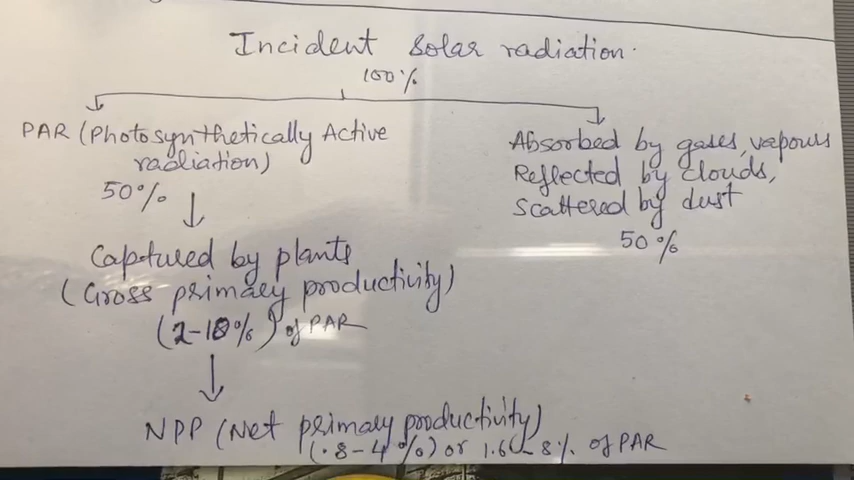 Incident Solar radiation.
100%
PAR (Photosynthetically Active
radiation)
50%
Absorbed by gases, vapours
Reflected by clouds,
scattered by dust
50%
Captured by plants
(Gross primary productivity)
(2-10%) of PAR
NPP (Net primary productivity)
(.8-4%) or 1.6-8% of PAR